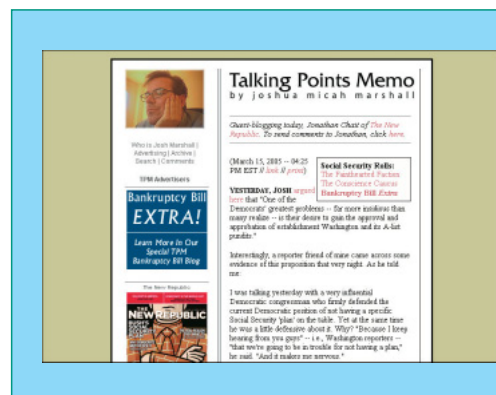 Talking Points Memo
by joshua micah marshall
Guest-blogging today, Jonathan Chait of The New
Republic. To send comments to Jonathan, click here.
Who is Josh Marshall |
Advertising | Archive |
Search | Comments
TPM Advertisers
Bankruptcy Bill
EXTRA!
Learn More In Our
Special TPM
Bankruptcy Bill Blog
The New Republic
THE
NEW REPUBLIC
(March 15, 2005 -- 04:25
PM EST // link // print)
Social Security Rolls:
The Fainthearted Faction
The Conscience Caucus
Bankruptcy Bill Extra
YESTERDAY, JOSH argued
here that "One of the
Democrats' greatest problems -- far more insidious than
many realize -- is their desire to gain the approval and
approbation of establishment Washington and its A-list
pundits."
Interestingly, a reporter friend of mine came across some
evidence of this proposition that very night. As he told
me:
I was talking yesterday with a very influential
Democratic congressman who firmly defended the
current Democratic position of not having a specific
Social Security 'plan' on the table. Yet at the same time
he was a little defensive about it. Why? "Because I keep
hearing from you guys" -- i.e., Washington reporters --
"that we're going to be in trouble for not having a plan,"
he said. "And it makes me nervous."